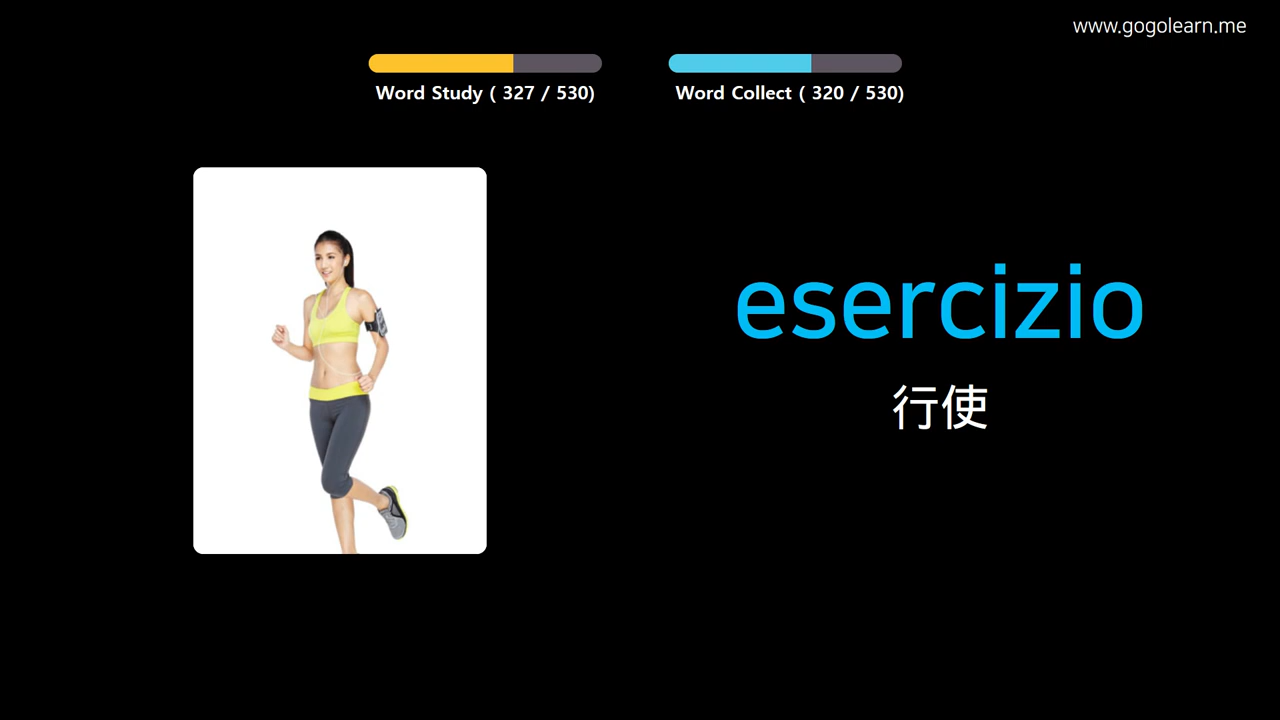 www.gogolearn.me
Word Study ( 327 / 530)
Word Collect ( 320 / 530)
esercizio
行使